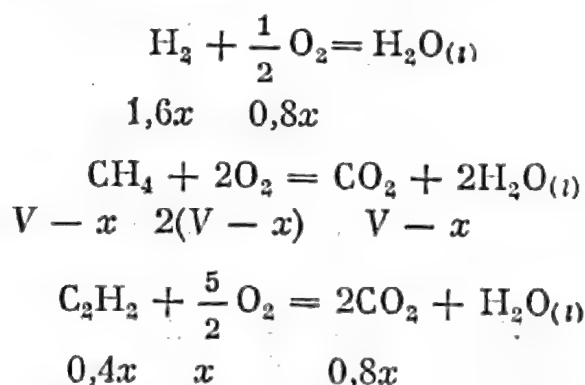 H₂ + 1/2 O₂ = H₂O(l)
1,6x 0,8x
CH₄ + 2O₂ = CO₂ + 2H₂O(l)
V − x 2(V − x) V − x
C₂H₂ + 5/2 O₂ = 2CO₂ + H₂O(l)
0,4x x 0,8x